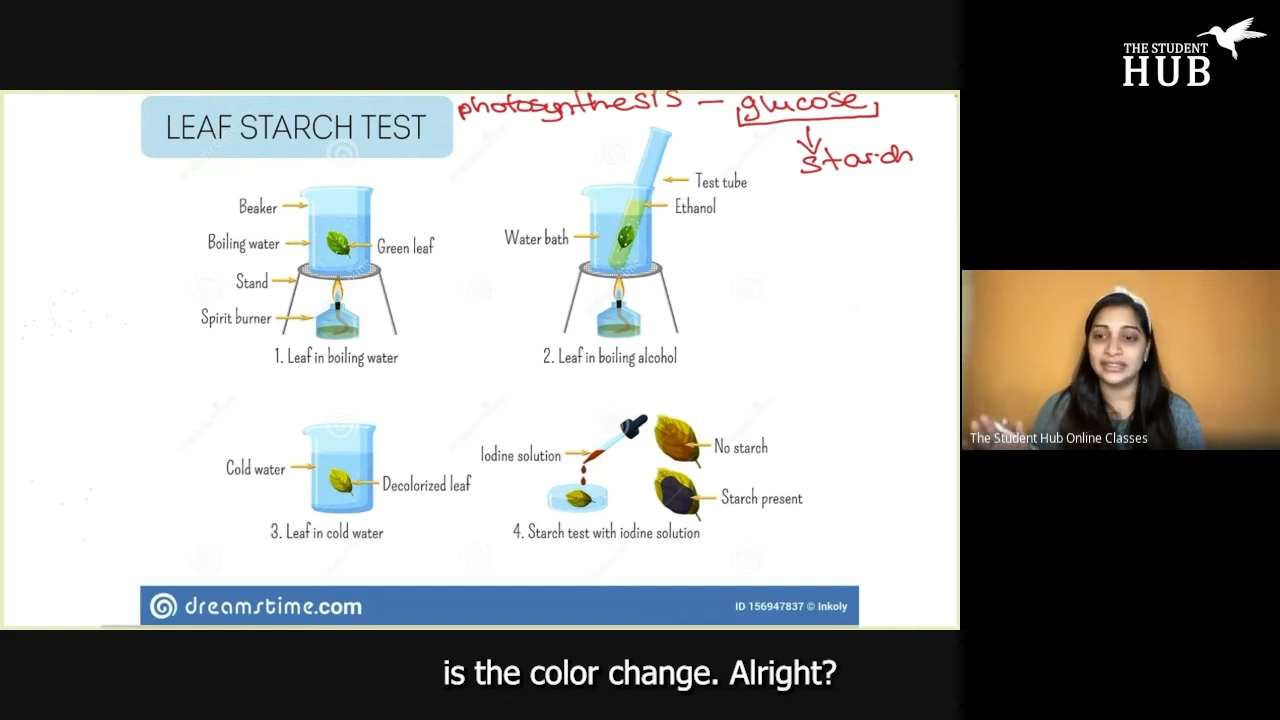 THE STUDENT
HUB
LEAF STARCH TEST
photosynthesis – glucose
starch
Beaker
Boiling water
Green leaf
Stand
Spirit burner
1. Leaf in boiling water
Test tube
Ethanol
Water bath
2. Leaf in boiling alcohol
Cold water
Decolorized leaf
3. Leaf in cold water
Iodine solution
No starch
Starch present
4. Starch test with iodine solution
dreamstime.com
ID 156947837 © Inkoly
The Student Hub Online Classes
is the color change. Alright?